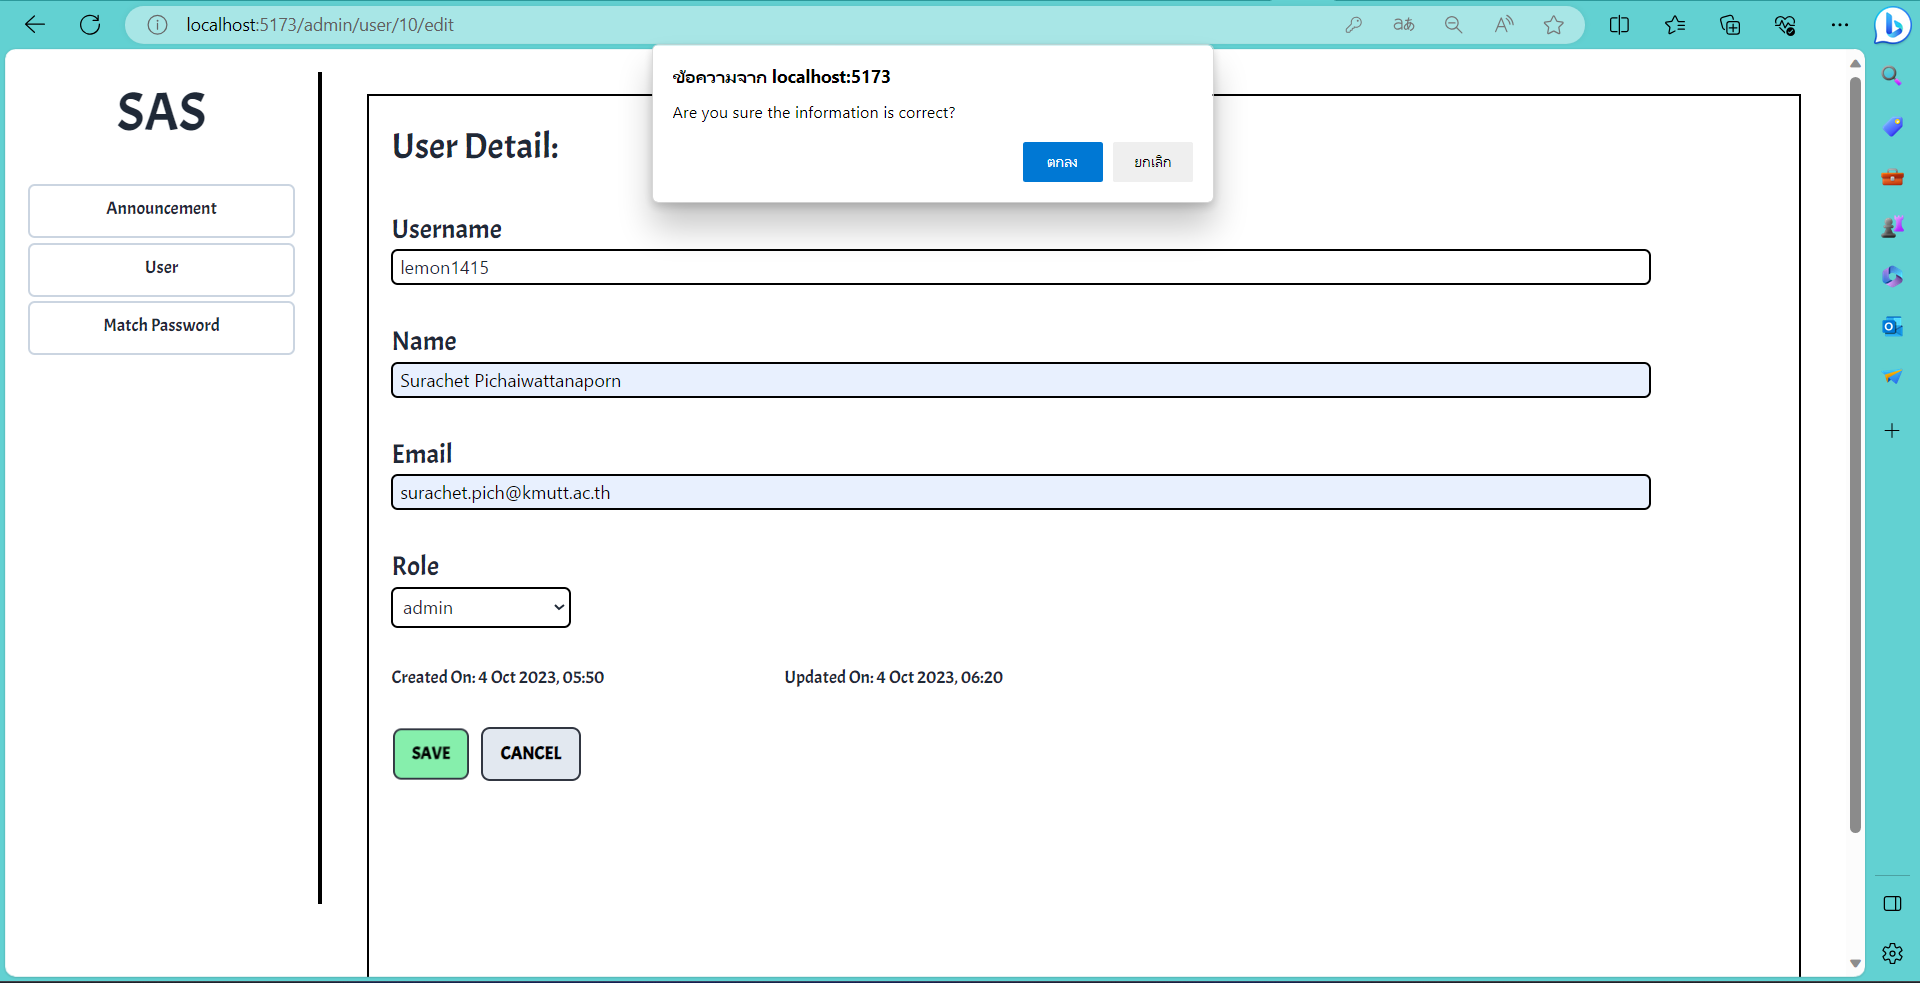 localhost:5173/admin/user/10/edit
ข้อความจาก localhost:5173
Are you sure the information is correct?
ตกลง
ยกเลิก
SAS
Announcement
User
Match Password
User Detail:
Username
lemon1415
Name
Surachet Pichaiwattanaporn
Email
surachet.pich@kmutt.ac.th
Role
admin
Created On: 4 Oct 2023, 05:50
Updated On: 4 Oct 2023, 06:20
SAVE
CANCEL